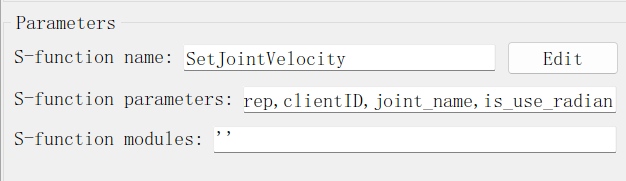 Parameters
S-function name: SetJointVelocity Edit
S-function parameters: rep,clientID,joint_name,is_use_radian
S-function modules: ''